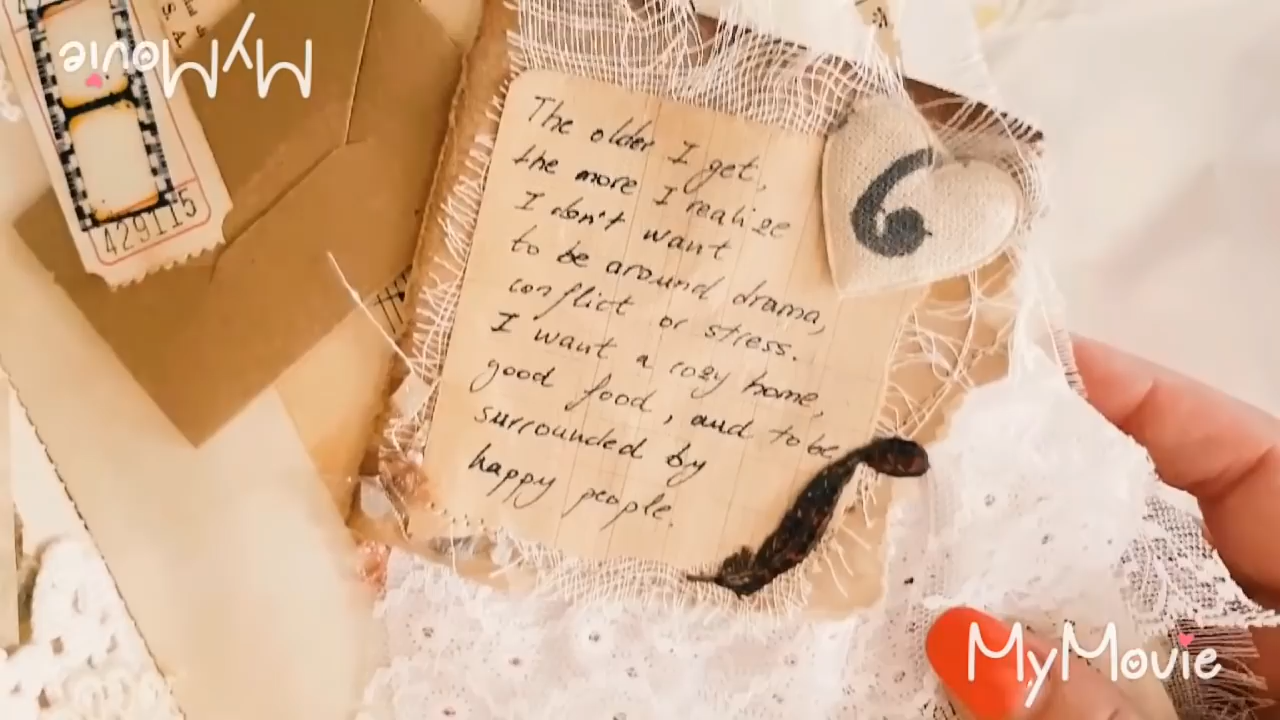 MyMovie
S.A.
429115
The older I get,
the more I realize
I don't want
to be around drama,
conflict or stress.
I want a cozy home,
good food, and to be
surrounded by
happy people.
6
MyMovie